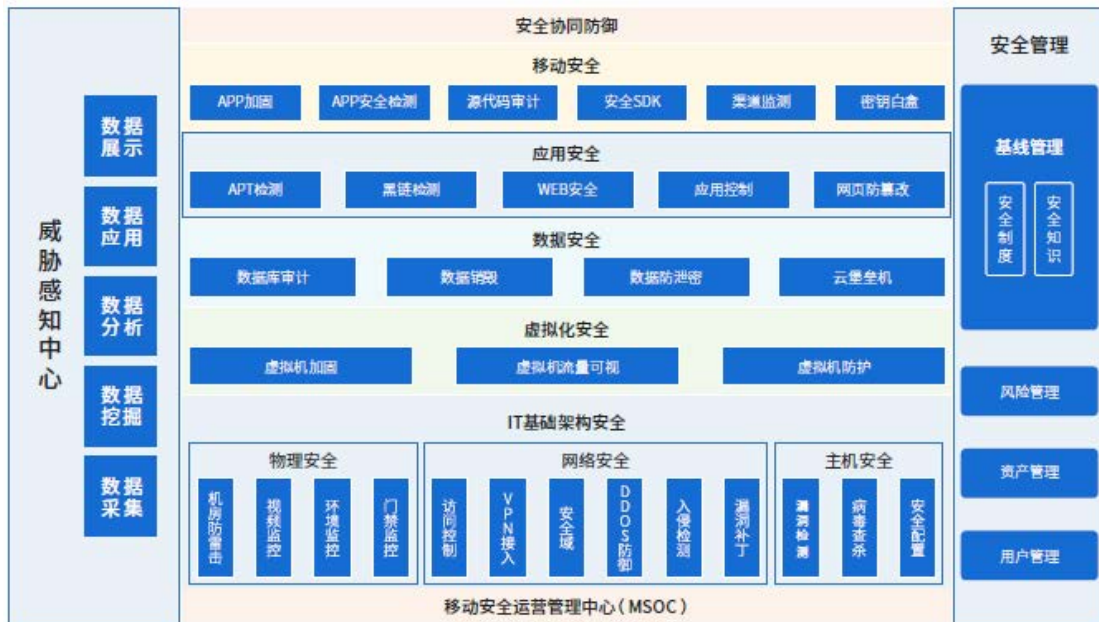 威胁感知中心
数据
展示
数据
应用
数据
分析
数据
挖掘
数据
采集
安全协同防御
移动安全
APP加固
APP安全检测
源代码审计
安全SDK
渠道监测
密钥白盒
应用安全
APT检测
黑链检测
WEB安全
应用控制
网页防篡改
数据安全
数据库审计
数据销毁
数据防泄密
云堡垒机
虚拟化安全
虚拟机加固
虚拟机流量可视
虚拟机防护
IT基础架构安全
物理安全
机房防雷击
视频监控
环境监控
门禁监控
网络安全
访问控制
VPN接入
安全域
DDOS防御
入侵检测
漏洞补丁
主机安全
漏洞检测
病毒查杀
安全配置
移动安全运营管理中心(MSOC)
安全管理
基线管理
安全制度
安全知识
风险管理
资产管理
用户管理